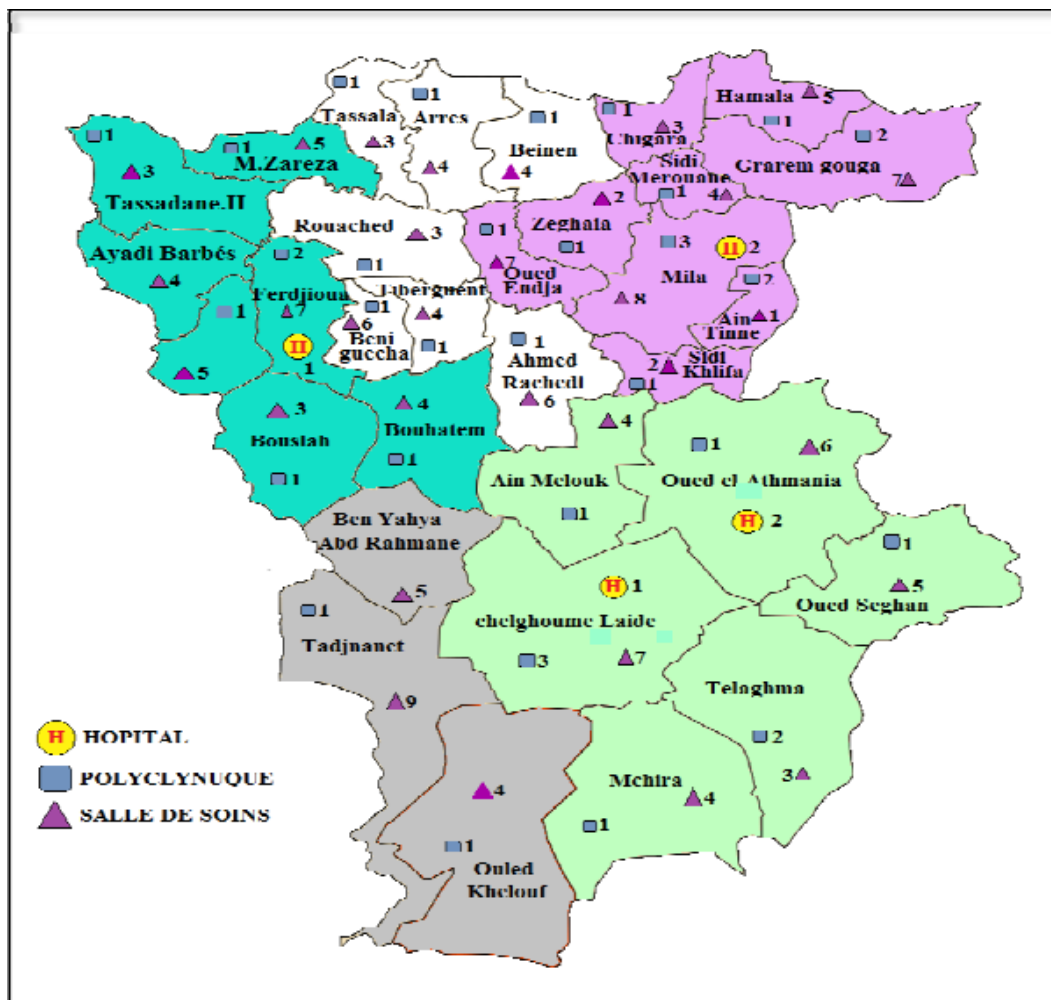 1
Tassala
3
1
Arres
4
1
Beinen
4
1
Chigara
3
Hamala
5
1
2
Grarem gouga
7
Sidi
Merouane
1
4
1
M.Zareza
5
1
3
Tassadane.H
Rouached
3
1
1
Oued
Endja
7
Zeghaia
2
1
3
H 2
Mila
8
2
Ain
Tinne
1
Sidi
Khlifa
2
1
Ayadi Barbés
4
1
5
2
Ferdjioua
7
H
1
1
6
Beni
guecha
Tiberguent
4
1
1
Ahmed
Rachedi
6
3
Bouslah
1
4
Bouhatem
1
4
Ain Melouk
1
1
6
Oued el Athmania
H 2
1
5
Oued Seghan
Ben Yahya
Abd Rahmane
5
1
Tadjnanet
9
H 1
chelghoume Laide
3
7
Telaghma
2
3
Mchira
4
1
4
1
Ouled
Khelouf
H HOPITAL
POLYCLYNUQUE
SALLE DE SOINS